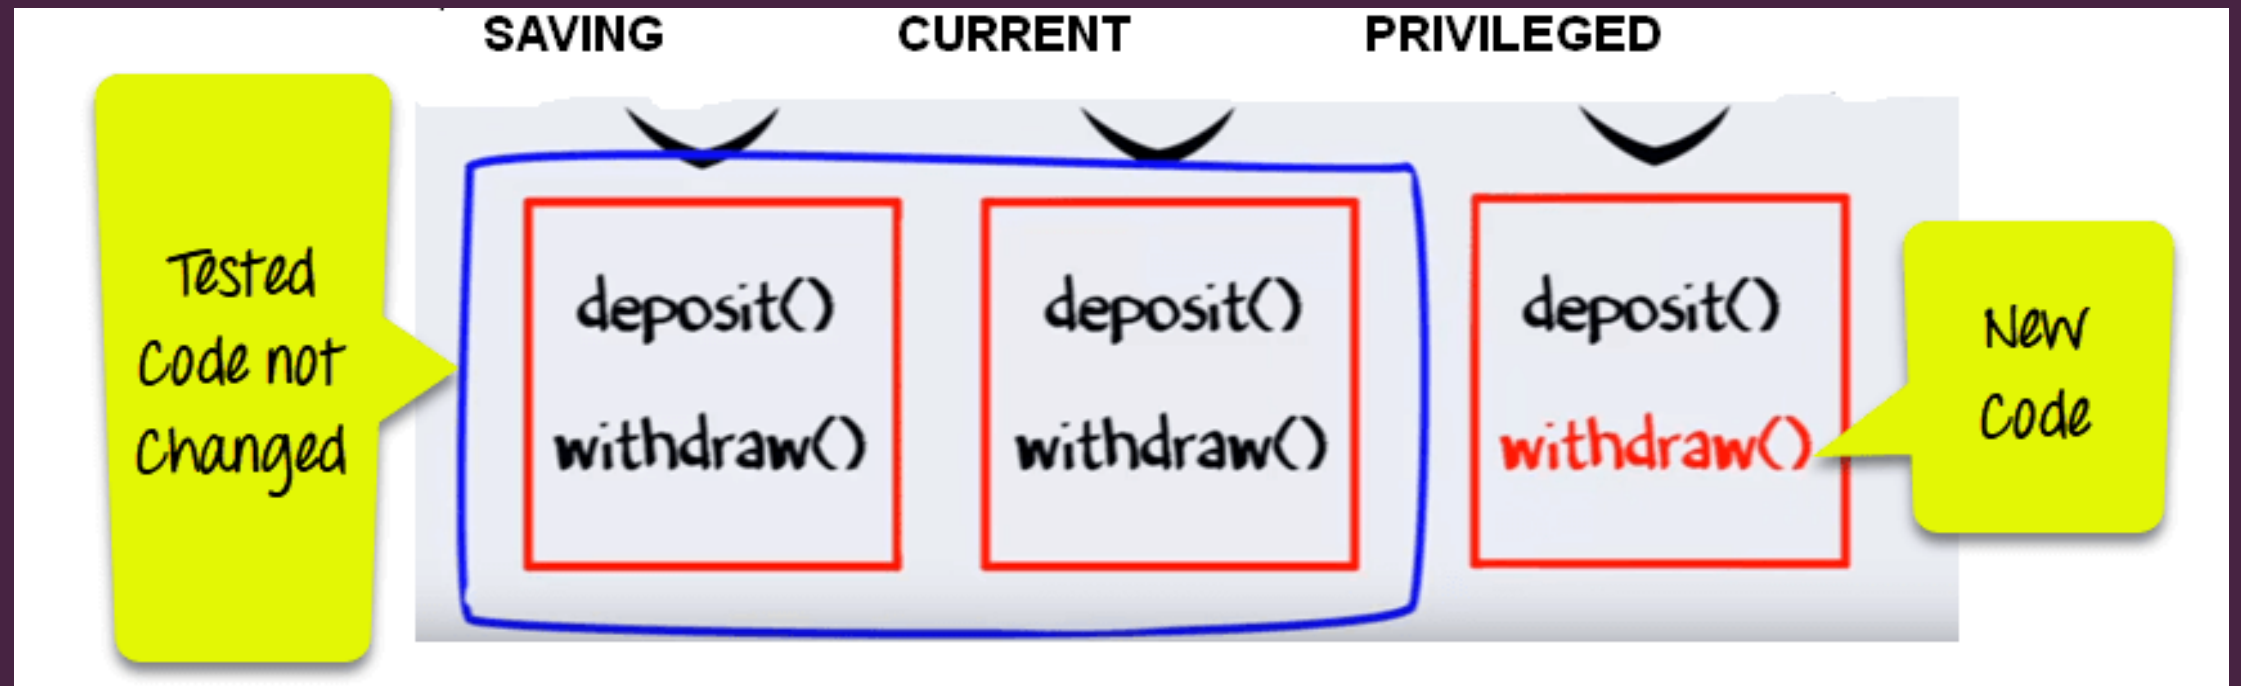 SAVING CURRENT PRIVILEGED
Tested
Code not
Changed
deposit() deposit() deposit()
withdraw() withdraw() withdraw()
New
Code